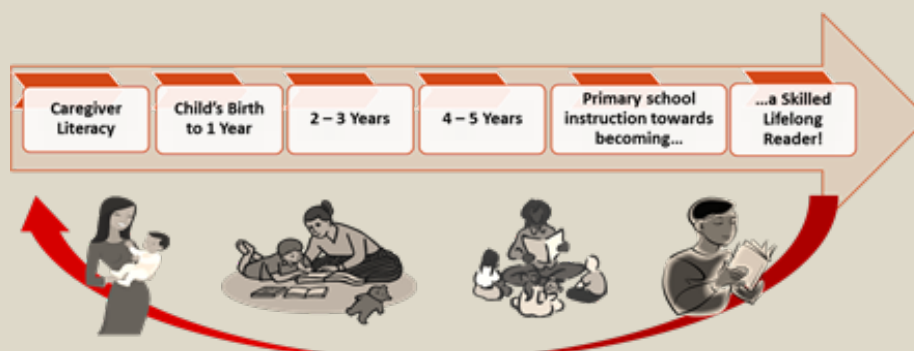 Caregiver
Literacy
Child's Birth
to 1 Year
2 – 3 Years
4 – 5 Years
Primary school
instruction towards
becoming...
...a Skilled
Lifelong
Reader!